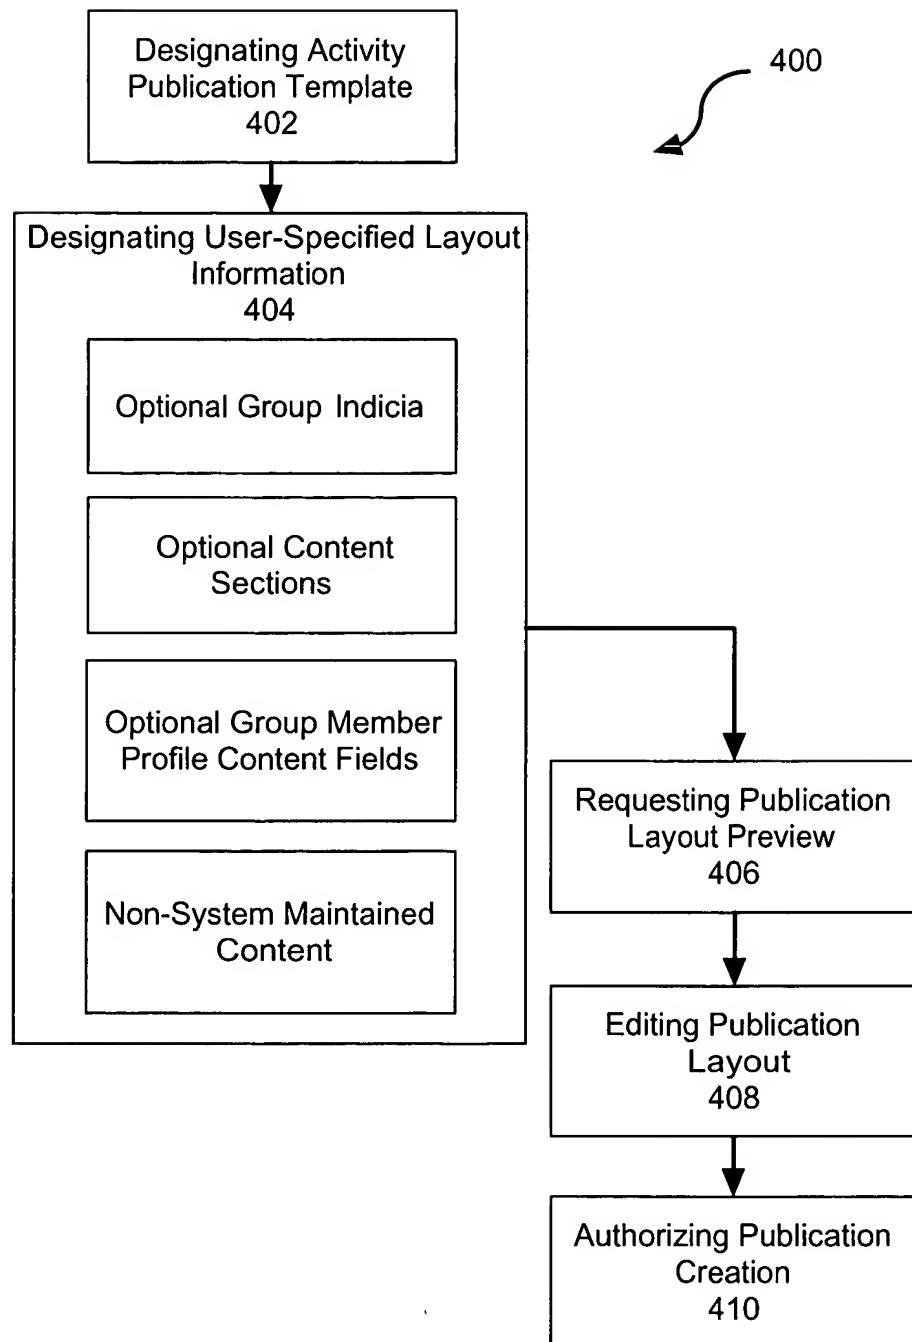 Designating Activity
Publication Template
402
400
Designating User-Specified Layout
Information
404
Optional Group Indicia
Optional Content
Sections
Optional Group Member
Profile Content Fields
Non-System Maintained
Content
Requesting Publication
Layout Preview
406
Editing Publication
Layout
408
Authorizing Publication
Creation
410